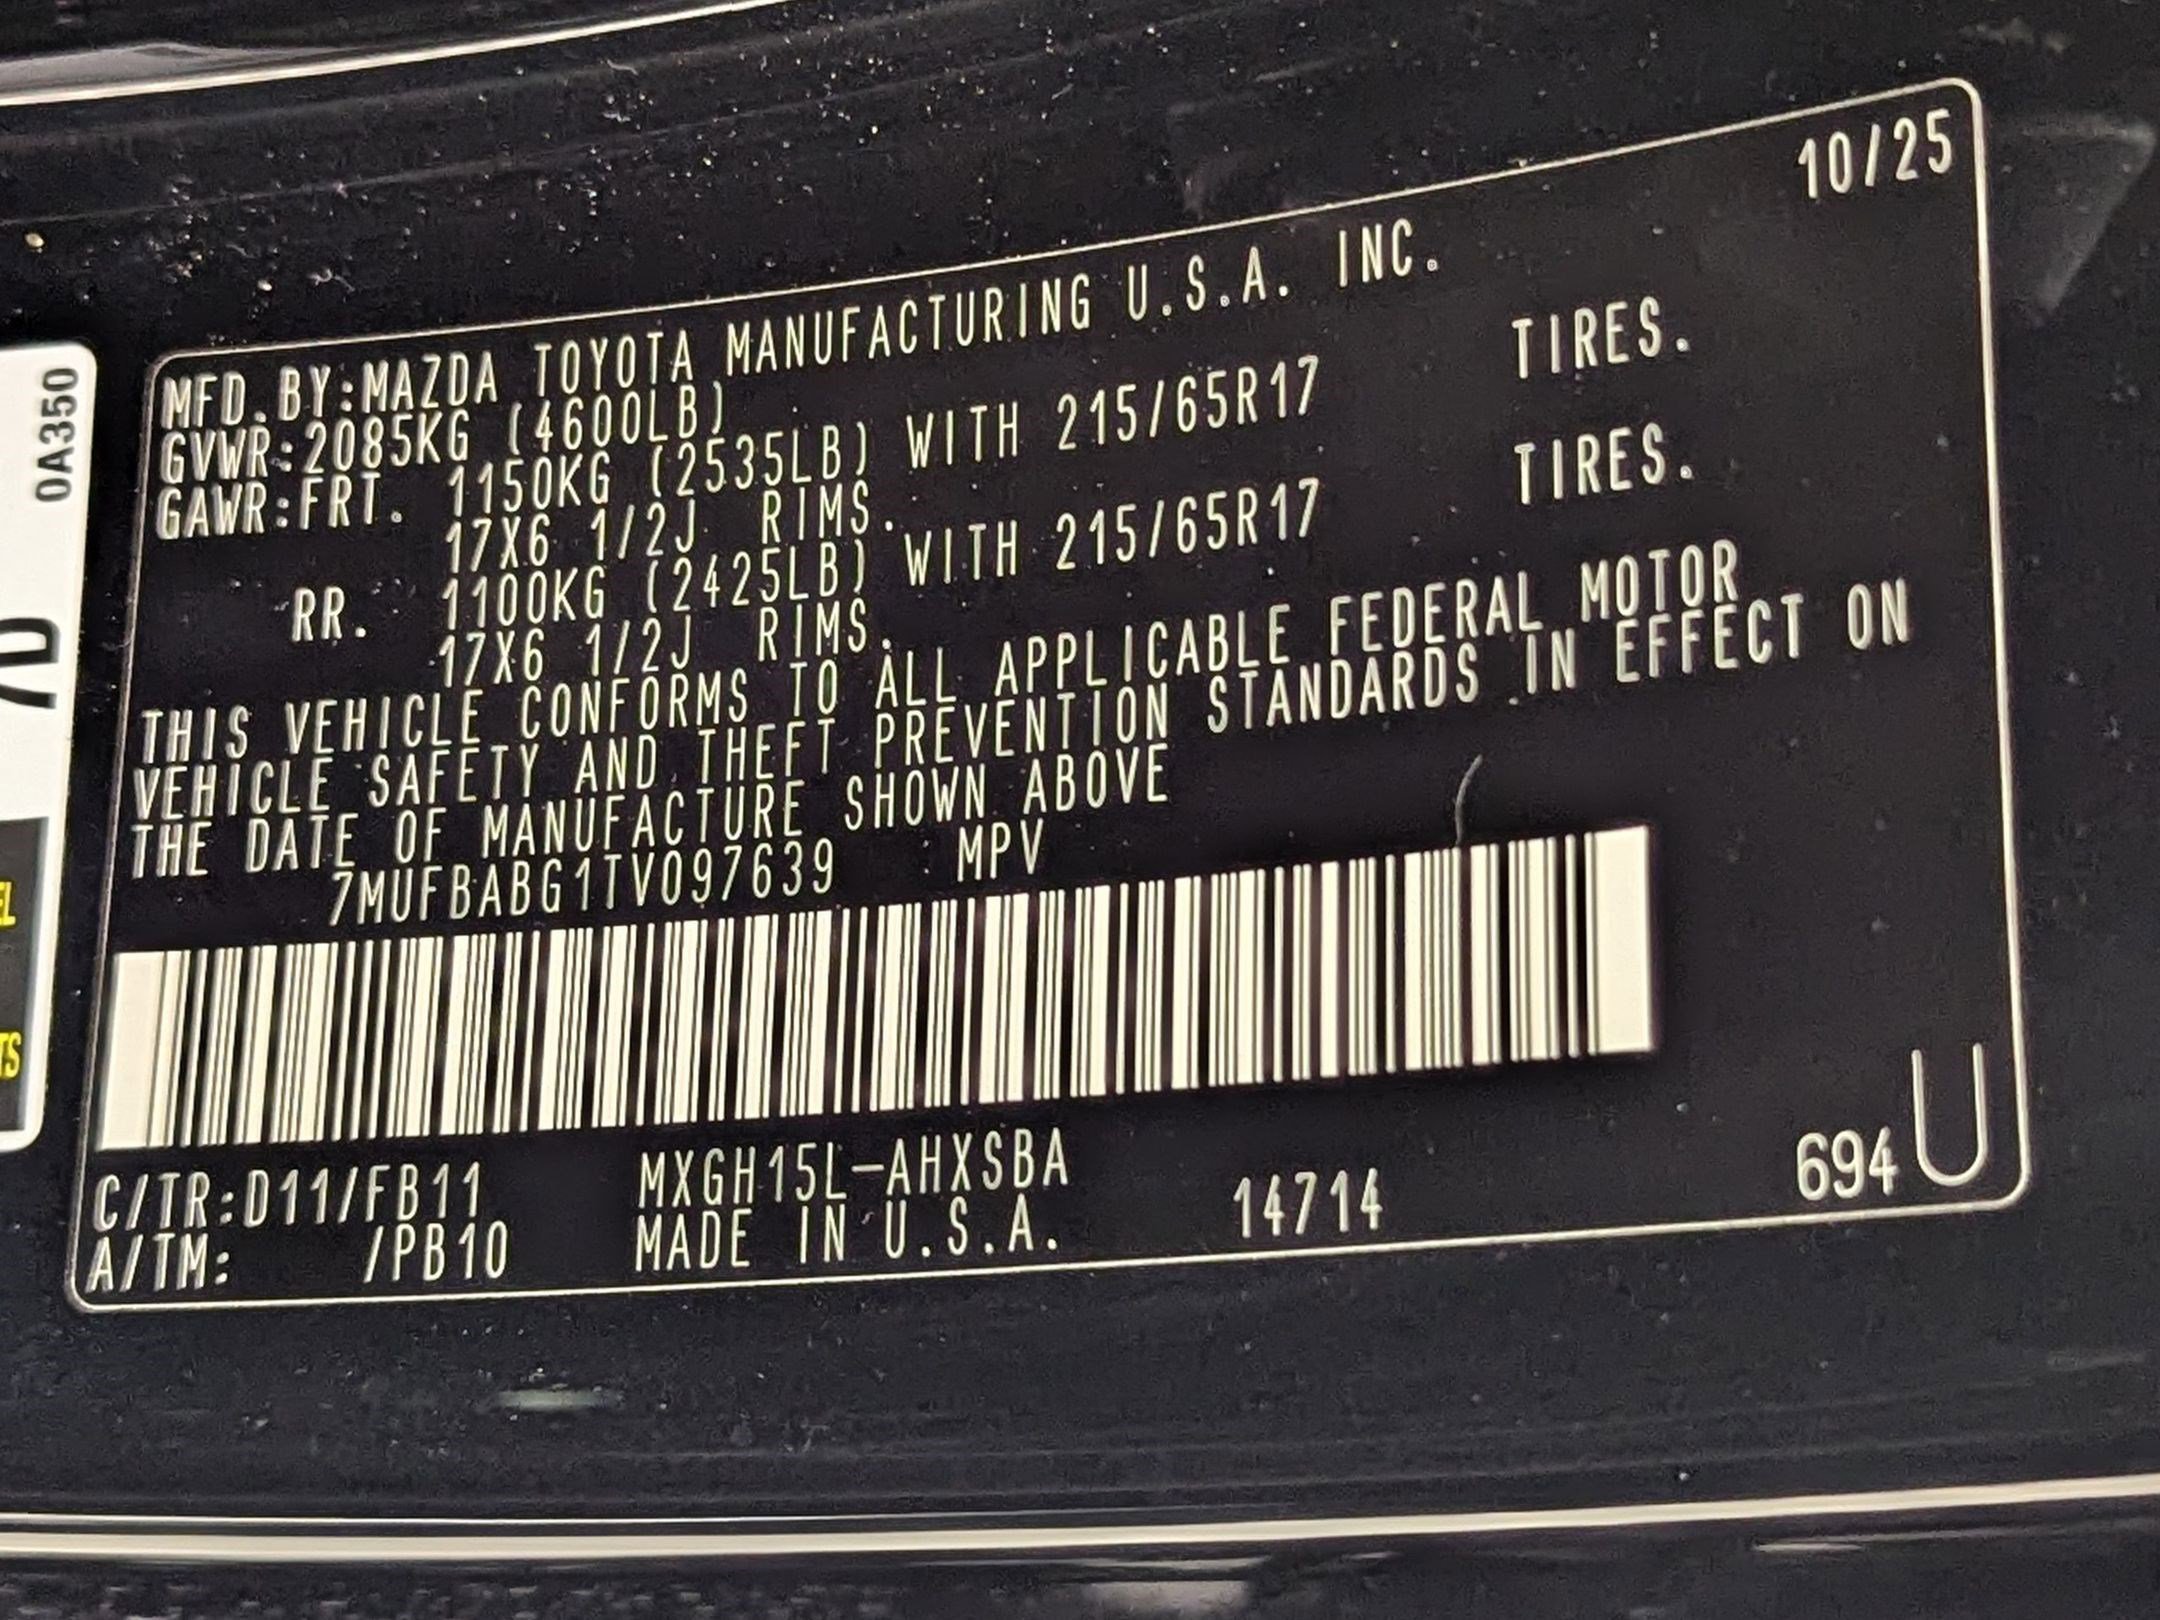 10/25
MFD.BY:MAZDA TOYOTA MANUFACTURING U.S.A. INC.
GVWR:2085KG (4600LB)
GAWR:FRT. 1150KG (2535LB) WITH 215/65R17 TIRES.
17X6 1/2J RIMS.
RR. 1100KG (2425LB) WITH 215/65R17 TIRES.
17X6 1/2J RIMS.
THIS VEHICLE CONFORMS TO ALL APPLICABLE FEDERAL MOTOR
VEHICLE SAFETY AND THEFT PREVENTION STANDARDS IN EFFECT ON
THE DATE OF MANUFACTURE SHOWN ABOVE
7MUFBABG1TV097639 MPV
C/TR:D11/FB11 MXGH15L-AHXSBA
A/TM: /PB10 MADE IN U.S.A. 14714 694 U
0A350